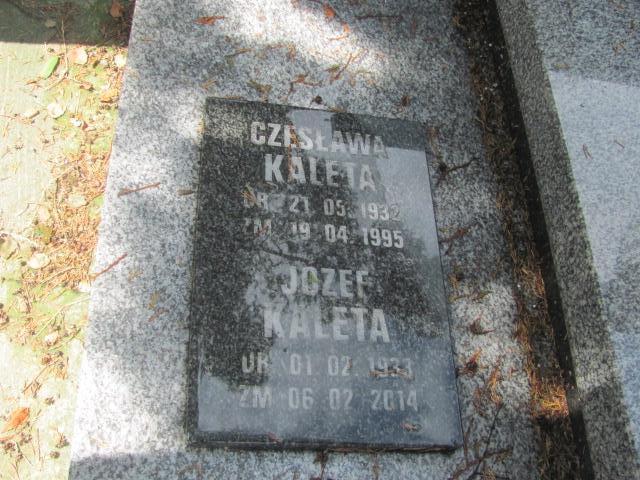 CZESŁAWA
KALETA
UR. 21. 05. 1932
ZM. 19. 04. 1995
JÓZEF
KALETA
UR. 01. 02. 1933
ZM. 06. 02. 2014